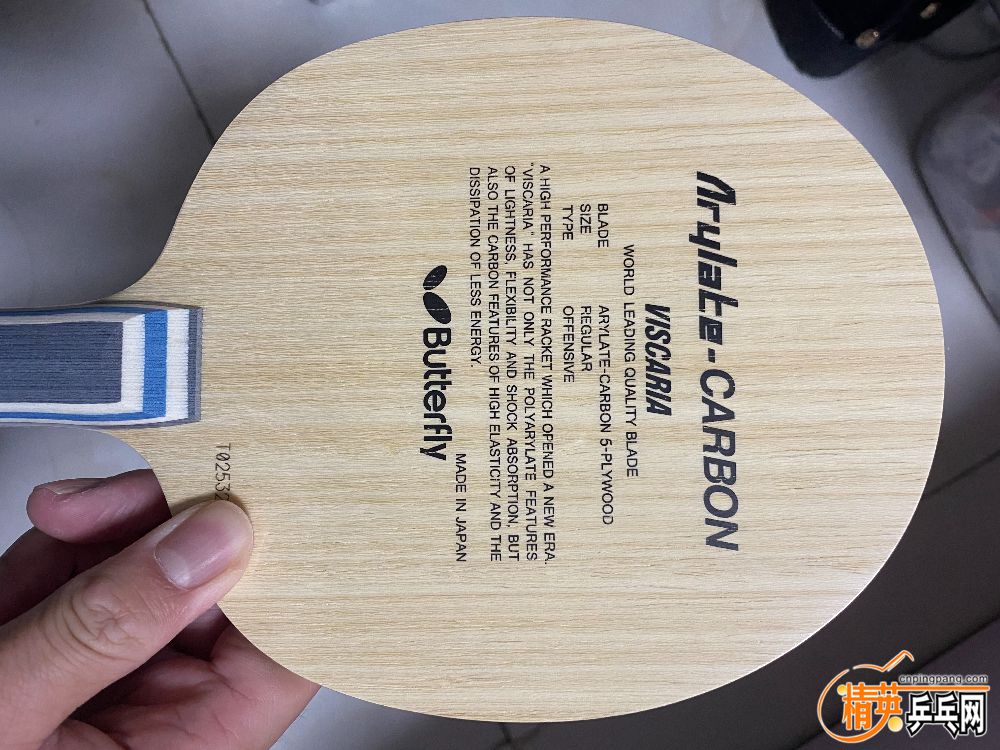 Arylate-CARBON
VISCARIA
WORLD LEADING QUALITY BLADE
BLADE ARYLATE-CARBON 5-PLYWOOD
SIZE REGULAR
TYPE OFFENSIVE
A HIGH PERFORMANCE RACKET WHICH OPENED A NEW ERA.
"VISCARIA" HAS NOT ONLY THE POLYARYLATE FEATURES
OF LIGHTNESS, FLEXIBILITY AND SHOCK ABSORPTION, BUT
ALSO THE CARBON FEATURES OF HIGH ELASTICITY AND THE
DISSIPATION OF LESS ENERGY.
MADE IN JAPAN
Butterfly
T02532
cnpingpang.com
精英乒乓网